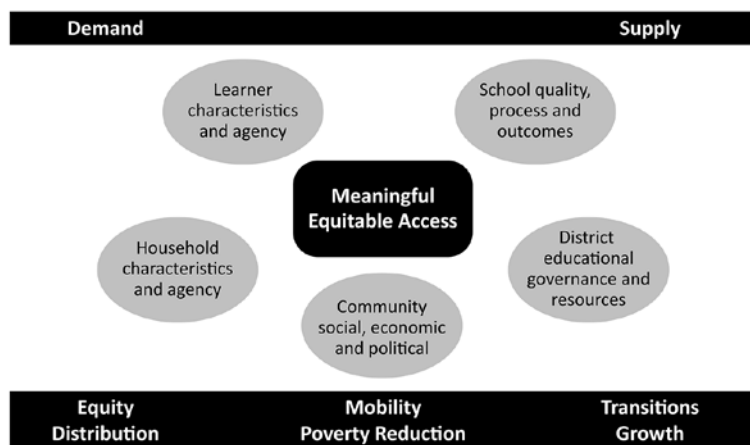 Demand
Supply
Learner
characteristics
and agency
School quality,
process and
outcomes
Meaningful
Equitable Access
Household
characteristics
and agency
District
educational
governance and
resources
Community
social, economic
and political
Equity
Distribution
Mobility
Poverty Reduction
Transitions
Growth